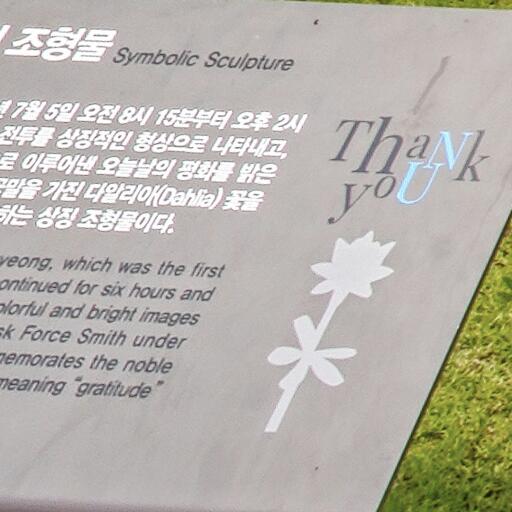 조형물 Symbolic Sculpture
7월 5일 오전 8시 15분부터 오후 2시
전투를 상징적인 형상으로 나타내고,
로 이루어낸 오늘날의 평화를 밝은
꽃말을 가진 다알리아(Dahlia) 꽃을
하는 상징 조형물이다.
yeong, which was the first
continued for six hours and
colorful and bright images
sk Force Smith under
memorates the noble
meaning "gratitude"
Thank
yoU